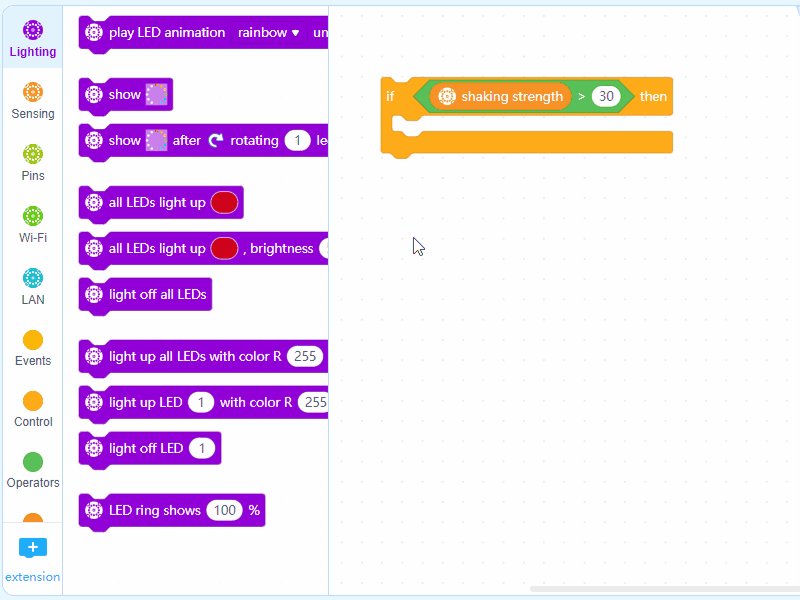 Lighting
Sensing
Pins
Wi-Fi
LAN
Events
Control
Operators
extension
play LED animation rainbow un
show
show after rotating 1 le
all LEDs light up
all LEDs light up , brightness
light off all LEDs
light up all LEDs with color R 255
light up LED 1 with color R 255
light off LED 1
LED ring shows 100 %
if shaking strength > 30 then